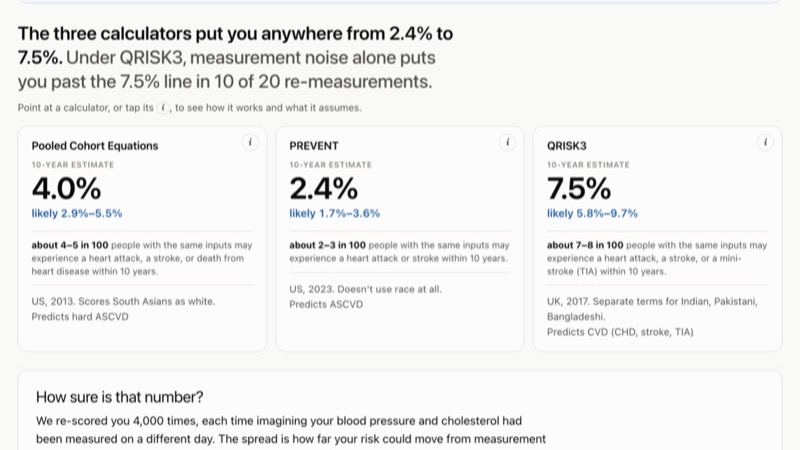 The three calculators put you anywhere from 2.4% to
7.5%. Under QRISK3, measurement noise alone puts
you past the 7.5% line in 10 of 20 re-measurements.
Point at a calculator, or tap its i, to see how it works and what it assumes.
Pooled Cohort Equations
i
10-YEAR ESTIMATE
4.0%
likely 2.9%–5.5%
about 4–5 in 100 people with the same inputs may
experience a heart attack, a stroke, or death from
heart disease within 10 years.
US, 2013. Scores South Asians as white.
Predicts hard ASCVD
PREVENT
i
10-YEAR ESTIMATE
2.4%
likely 1.7%–3.6%
about 2–3 in 100 people with the same inputs may
experience a heart attack or stroke within 10 years.
US, 2023. Doesn't use race at all.
Predicts ASCVD
QRISK3
i
10-YEAR ESTIMATE
7.5%
likely 5.8%–9.7%
about 7–8 in 100 people with the same inputs may
experience a heart attack, a stroke, or a mini-
stroke (TIA) within 10 years.
UK, 2017. Separate terms for Indian, Pakistani,
Bangladeshi.
Predicts CVD (CHD, stroke, TIA)
How sure is that number?
We re-scored you 4,000 times, each time imagining your blood pressure and cholesterol had
been measured on a different day. The spread is how far your risk could move from measurement